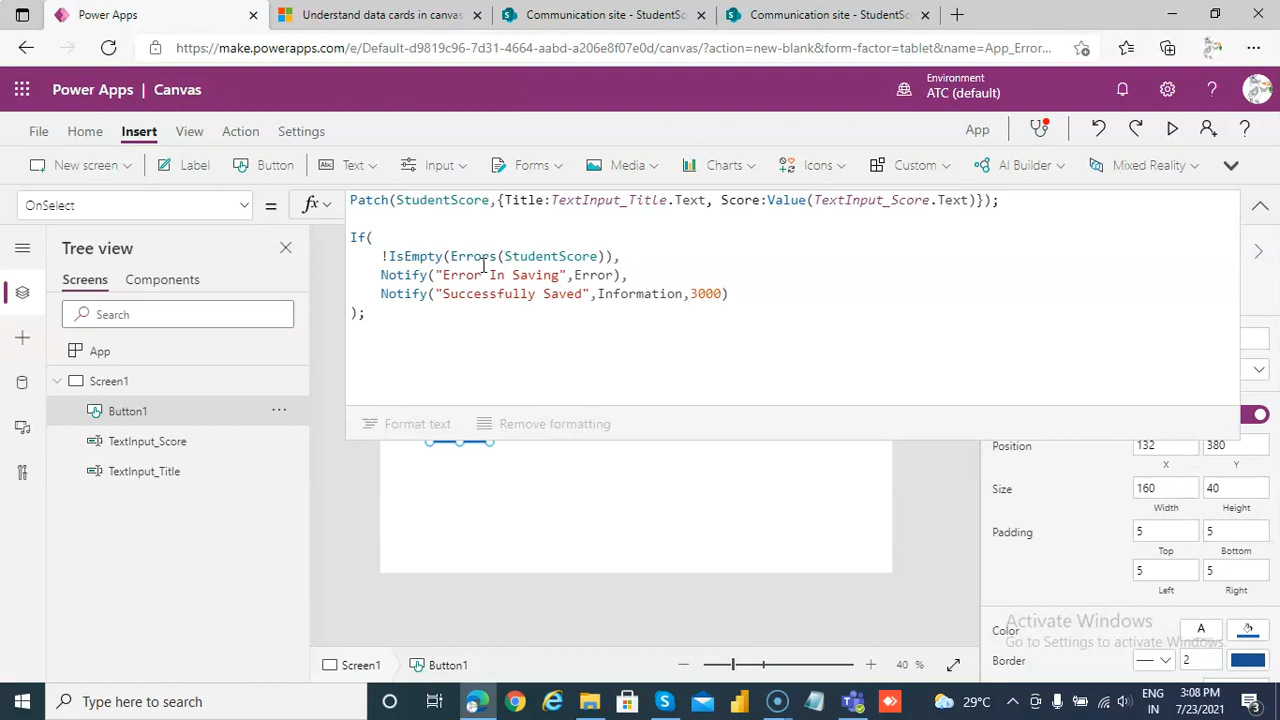 Power Apps
Understand data cards in canvas
Communication site - StudentSco
Communication site - StudentSco
https://make.powerapps.com/e/Default-d9819c96-7d31-4664-aabd-a206e8f07e0d/canvas/?action=new-blank&form-factor=tablet&name=App_Error...
Power Apps | Canvas
Environment
ATC (default)
File Home Insert View Action Settings App
New screen Label Button Text Input Forms Media Charts Icons Custom AI Builder Mixed Reality
OnSelect = fx
Patch(StudentScore,{Title:TextInput_Title.Text, Score:Value(TextInput_Score.Text)});
If(
!IsEmpty(Errors(StudentScore)),
Notify("Error In Saving",Error),
Notify("Successfully Saved",Information,3000)
);
Format text Remove formatting
Tree view
Screens Components
Search
App
Screen1
Button1
TextInput_Score
TextInput_Title
Position 132 380
X Y
Size 160 40
Width Height
Padding 5 5
Top Bottom
5 5
Left Right
Color A
Border 2
Activate Windows
Go to Settings to activate Windows.
Screen1 Button1 40 %
Type here to search
29°C ENG
IN
3:08 PM
7/23/2021
3